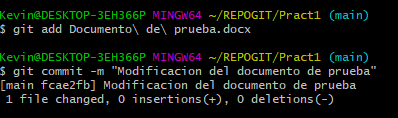 Kevin@DESKTOP-3EH366P MINGW64 ~/REPOGIT/Pract1 (main)
$ git add Documento\ de\ prueba.docx
Kevin@DESKTOP-3EH366P MINGW64 ~/REPOGIT/Pract1 (main)
$ git commit -m "Modificacion del documento de prueba"
[main fcae2fb] Modificacion del documento de prueba
1 file changed, 0 insertions(+), 0 deletions(-)